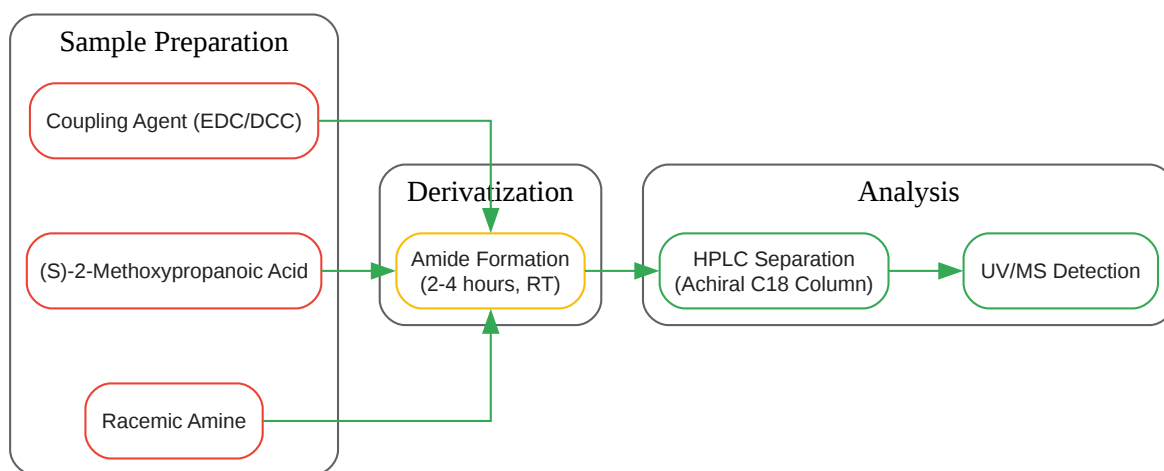 Sample Preparation
Coupling Agent (EDC/DCC)
(S)-2-Methoxypropanoic Acid
Racemic Amine
Derivatization
Amide Formation
(2-4 hours, RT)
Analysis
HPLC Separation
(Achiral C18 Column)
UV/MS Detection